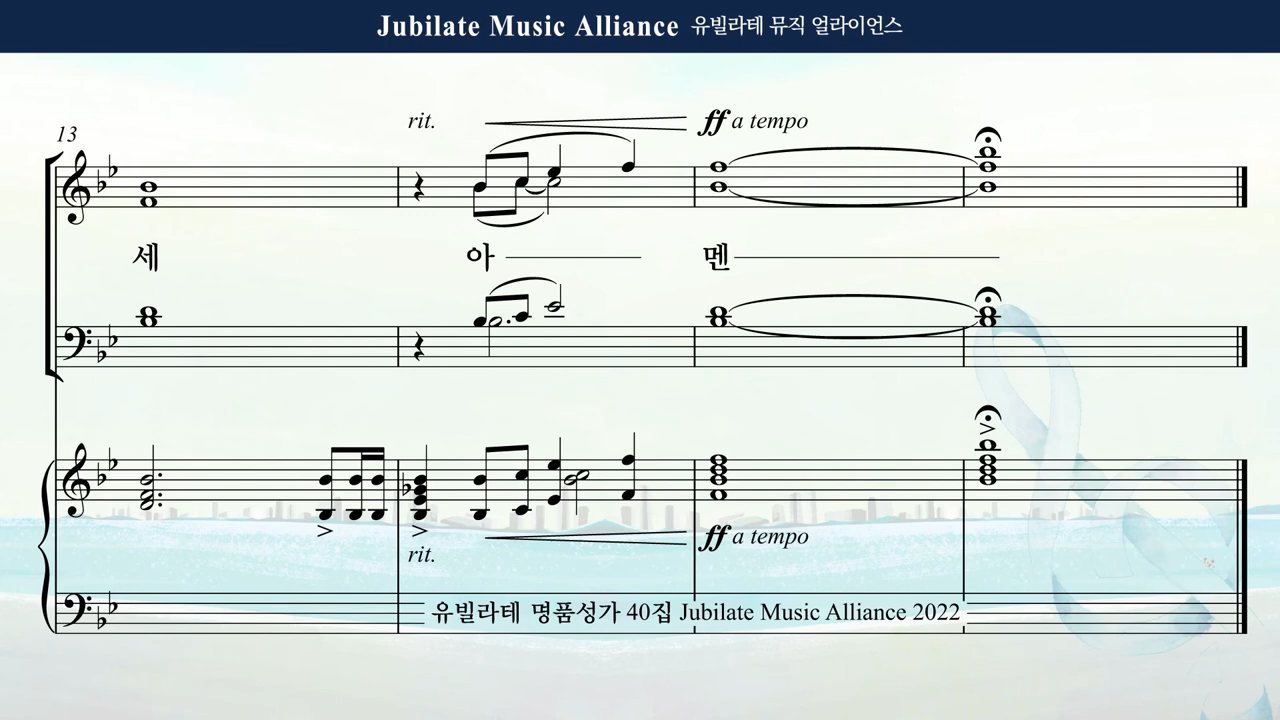 Jubilate Music Alliance 유빌라테 뮤직 얼라이언스
13
rit.
ff a tempo
세 아 멘
rit.
ff a tempo
유빌라테 명품성가 40집 Jubilate Music Alliance 2022